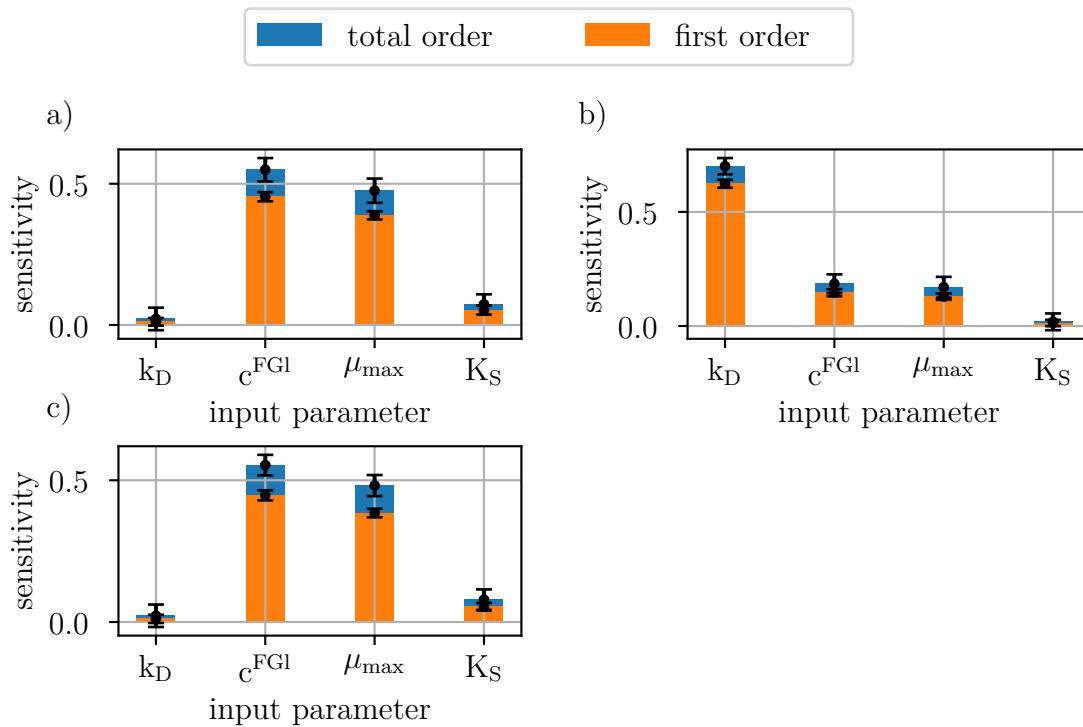 total order first order
a)
sensitivity
0.5
0.0
k_D c^FGl μ_max K_S
input parameter
b)
sensitivity
0.5
0.0
k_D c^FGl μ_max K_S
input parameter
c)
sensitivity
0.5
0.0
k_D c^FGl μ_max K_S
input parameter